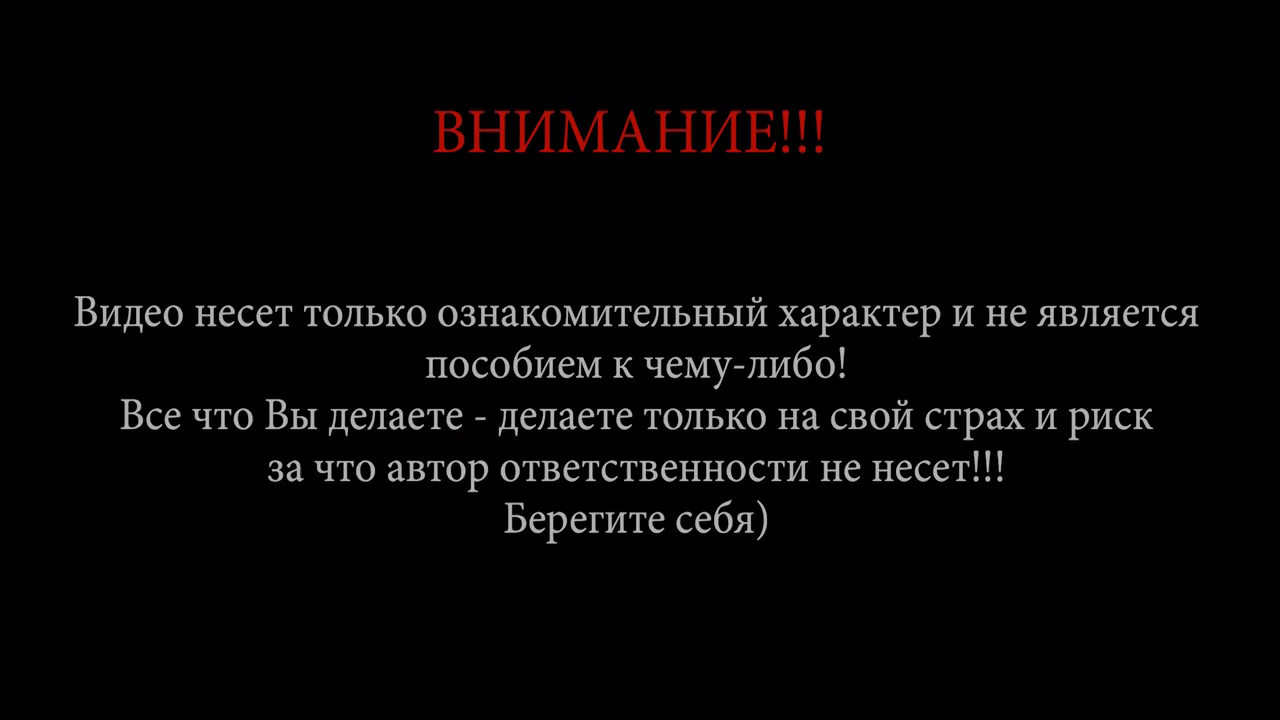 ВНИМАНИЕ!!!
Видео несет только ознакомительный характер и не является
пособием к чему-либо!
Все что Вы делаете - делаете только на свой страх и риск
за что автор ответственности не несет!!!
Берегите себя)